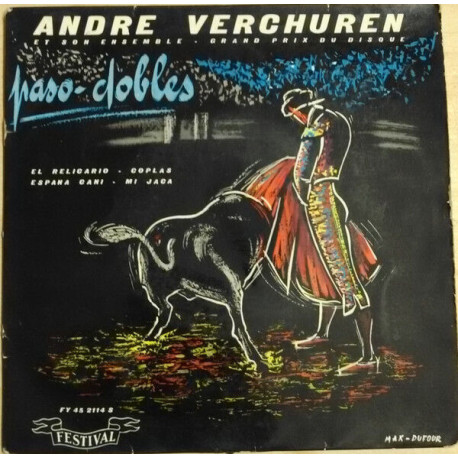 ANDRE VERCHUREN
ET SON ENSEMBLE - GRAND PRIX DU DISQUE
paso-dobles
EL RELICARIO - COPLAS
ESPANA CANI - MI JACA
FY 45 2114 S
FESTIVAL
MAX-DUFOUR